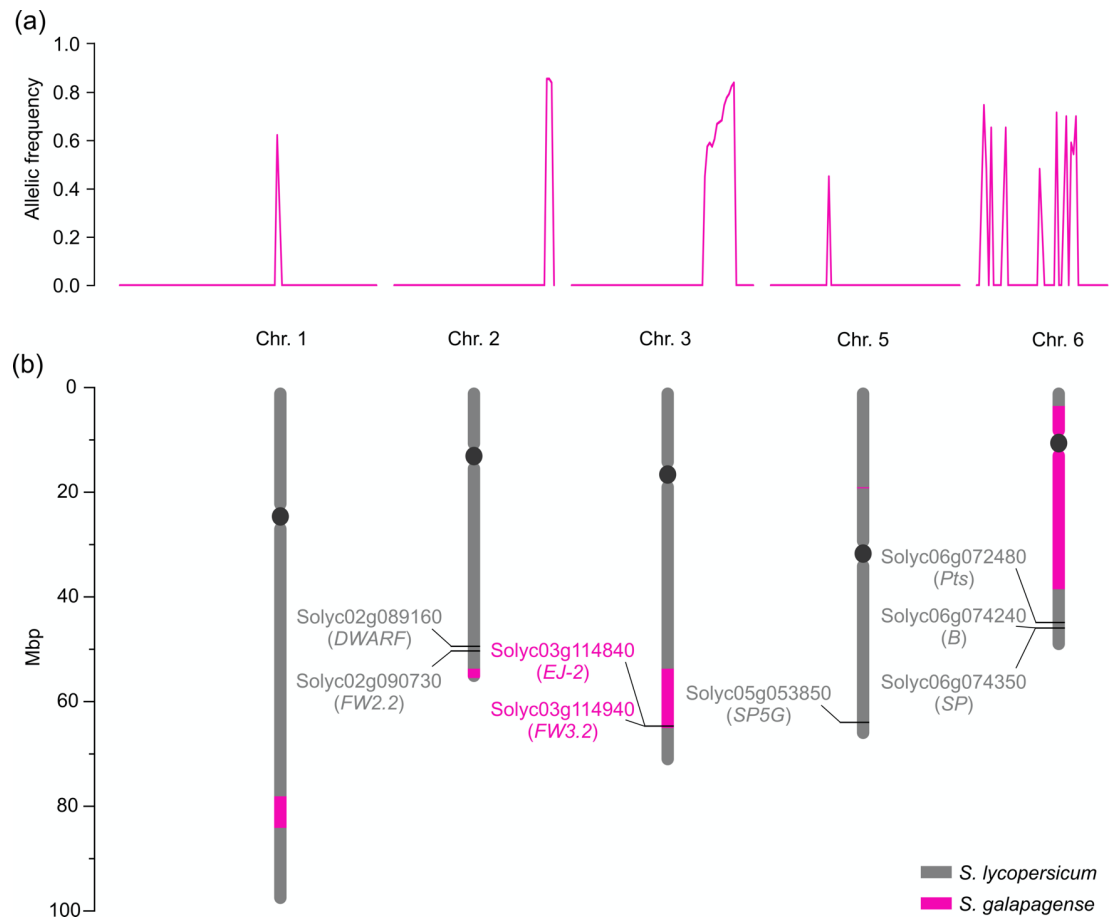 (a)
1.0
0.8
0.6
0.4
0.2
0.0
Allelic frequency
Chr. 1
Chr. 2
Chr. 3
Chr. 5
Chr. 6
(b)
0
20
40
60
80
100
Mbp
Solyc02g089160
(DWARF)
Solyc02g090730
(FW2.2)
Solyc03g114840
(EJ-2)
Solyc03g114940
(FW3.2)
Solyc05g053850
(SP5G)
Solyc06g072480
(Pts)
Solyc06g074240
(B)
Solyc06g074350
(SP)
S. lycopersicum
S. galapagense